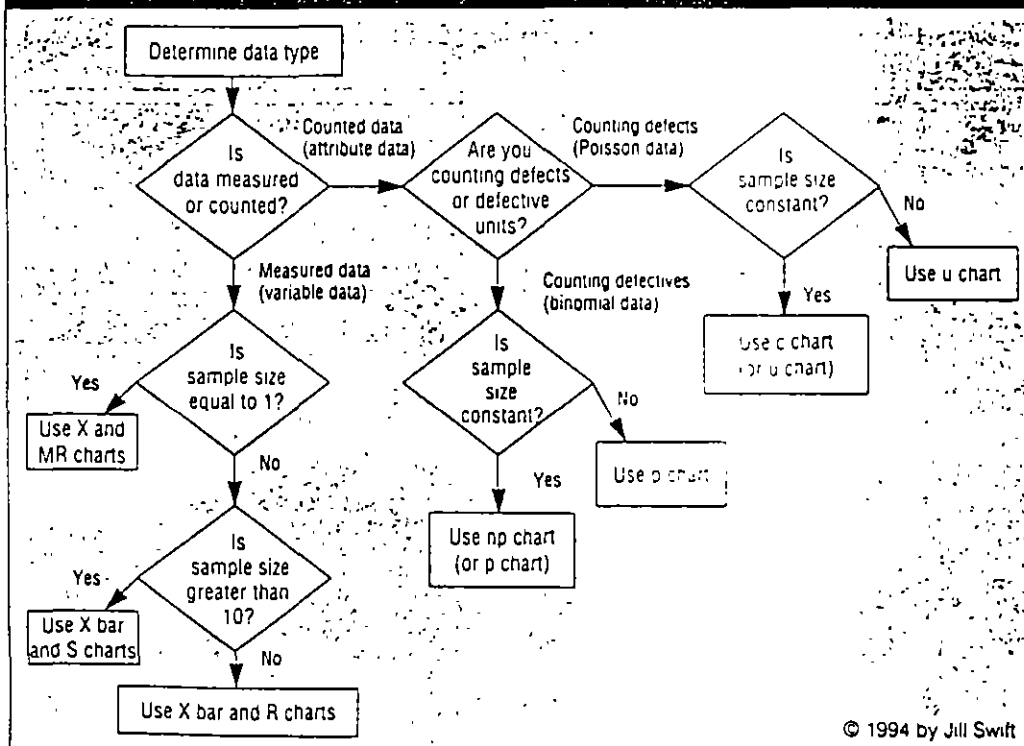 Determine data type
Is
data measured
or counted?
Counted data
(attribute data)
Are you
counting defects
or defective
units?
Counting defects
(Poisson data)
Is
sample size
constant?
No
Use u chart
Yes
Use c chart
(or u chart)
Measured data
(variable data)
Counting defectives
(binomial data)
Is
sample size
equal to 1?
Yes
Use X and
MR charts
No
Is
sample
size
constant?
No
Use p chart
Yes
Use np chart
(or p chart)
Is
sample size
greater than
10?
Yes
Use X bar
and S charts
No
Use X bar and R charts
© 1994 by Jill Swift